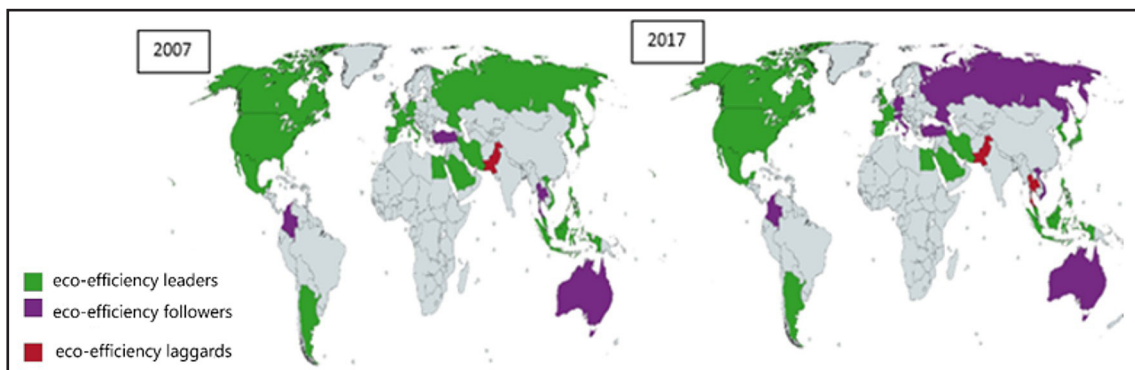 2007
2017
eco-efficiency leaders
eco-efficiency followers
eco-efficiency laggards